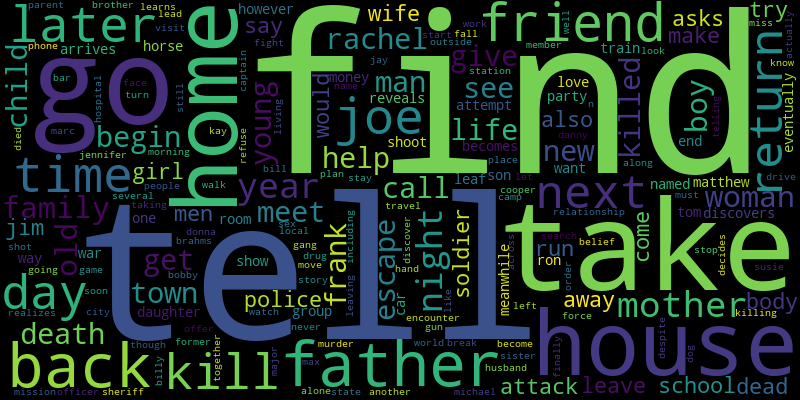 parent brother learns
phone lead visit
later
home
however
captain
say
fight
wife
rachel
start
outside
fall
work
member
friend
well
look
asks
make
try
miss
actually
know
arrives
horse
child
go
bar
face
turn
marc
hospital
still
money
man
reveals
jay
would
young
name
give
station
see
attempt
train
love
party
find
killed
boy
return
eventually
died
begin
morning
jennifer
kay
joe
shoot
life
becomes
n
danny
also
new
end
telling
along
time
girl
people
walk
refuse
bill
help
plan
stay
place
want
leaf
son
named
matthew
drive
must
family
several
taking
year
call
cooper
camp
let
next
woman
tom
discovers
jim
old
one
men
donna
room
sex
local
meet
travel
relationship
shot
way
war
brahms
gang
including
escape
discover
night
soldier
meanwhile
across
search
run
ron
belief
come
stop
decides
susie
going
game
get
bobby
show
drug
move
frank
hand
take
order
day
soon
town
police
story
leaving
car
like
tell
left
away
mother
body
killing
realizes
city
daughter
offer
watch
group
never
encounter
gun
force
death
though
former
together
murder
world
break
become
sister
house
finally
despite
dog
back
billy
kill
major
father
max
husband
attack
leave
school
dead
mission officer sheriff
alone state another
michael